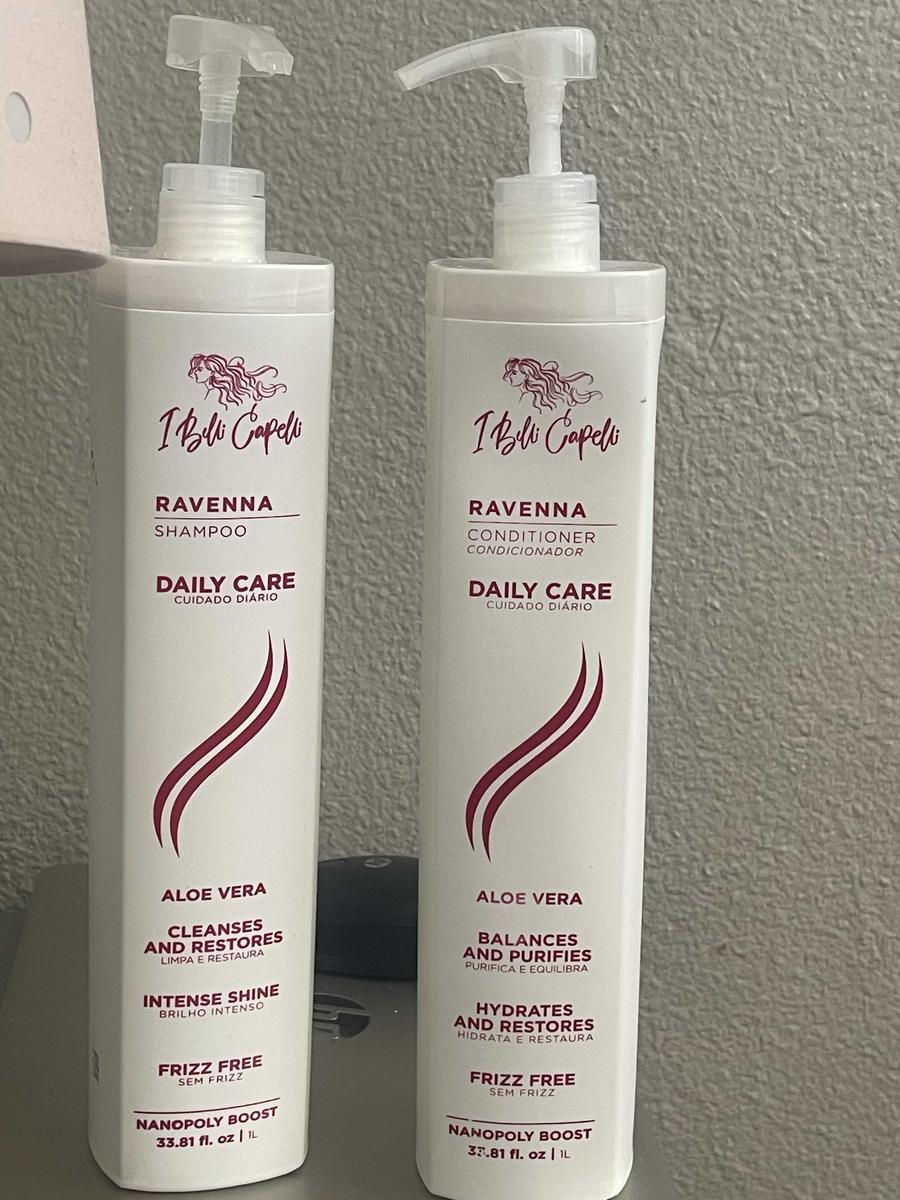 I Belli Capelli
RAVENNA
SHAMPOO
DAILY CARE
CUIDADO DIÁRIO
ALOE VERA
CLEANSES
AND RESTORES
LIMPA E RESTAURA
INTENSE SHINE
BRILHO INTENSO
FRIZZ FREE
SEM FRIZZ
NANOPOLY BOOST
33.81 fl. oz | 1L
I Belli Capelli
RAVENNA
CONDITIONER
CONDICIONADOR
DAILY CARE
CUIDADO DIÁRIO
ALOE VERA
BALANCES
AND PURIFIES
PURIFICA E EQUILIBRA
HYDRATES
AND RESTORES
HIDRATA E RESTAURA
FRIZZ FREE
SEM FRIZZ
NANOPOLY BOOST
33.81 fl. oz | 1L
hp